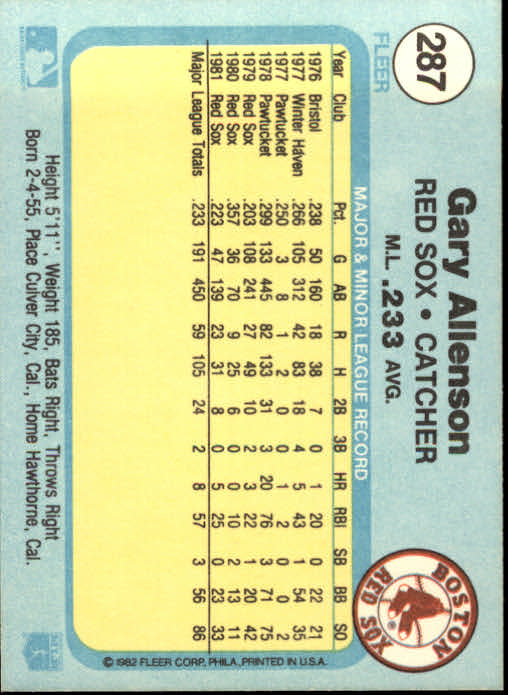 287
FLEER
Gary Allenson
RED SOX • CATCHER
M.L. .233 AVG.
BOSTON
RED SOX
MAJOR & MINOR LEAGUE RECORD
Year Club Pct. G AB R H 2B 3B HR RBI SB BB SO
1976 Bristol .238 50 160 18 38 7 0 1 20 0 22 21
1977 Winter Haven .266 105 312 42 83 18 4 5 43 1 54 35
1977 Pawtucket .250 3 8 1 2 0 0 1 2 0 0 2
1978 Pawtucket .299 133 445 82 133 31 3 20 76 3 71 75
1979 Red Sox .203 108 241 27 49 10 2 3 22 1 20 42
1980 Red Sox .357 36 70 9 25 6 0 0 10 2 13 11
1981 Red Sox .223 47 139 23 31 8 0 5 25 0 23 33
Major League Totals .233 191 450 59 105 24 2 8 57 3 56 86
© 1982 FLEER CORP., PHILA., PRINTED IN U.S.A.
Height 5'11", Weight 185, Bats Right, Throws Right
Born 2-4-55, Place Culver City, Cal., Home Hawthorne, Cal.